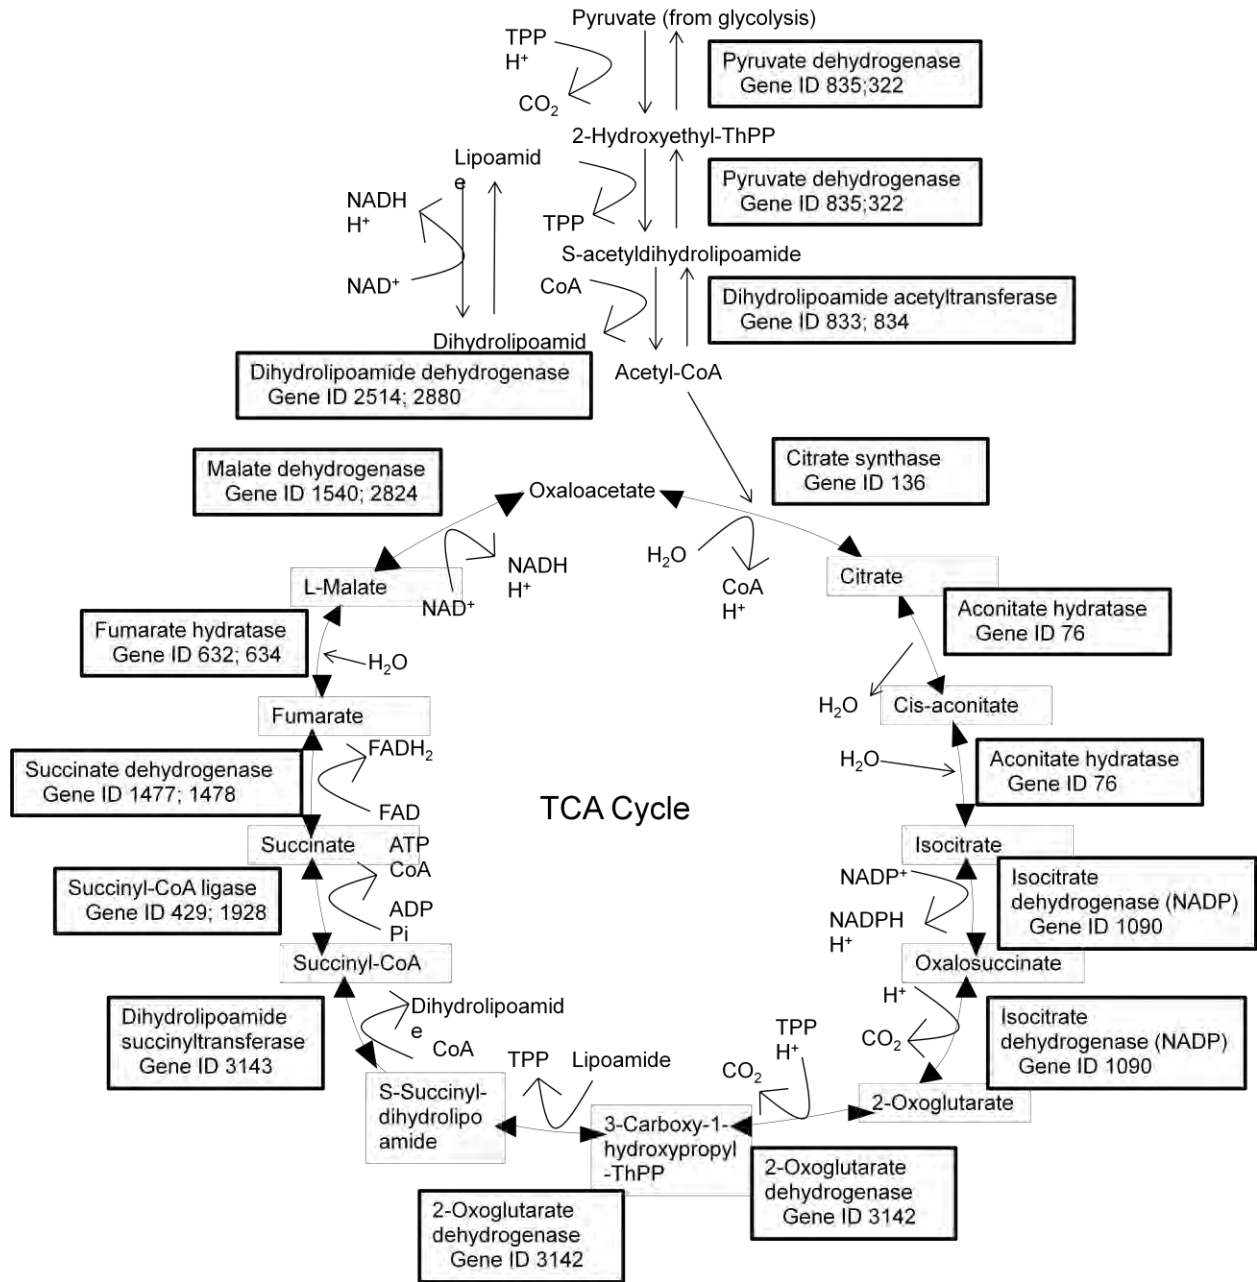 Pyruvate (from glycolysis)
TPP
H⁺
CO₂
Pyruvate dehydrogenase
Gene ID 835;322
2-Hydroxyethyl-ThPP
Lipoamid
e
NADH
H⁺
NAD⁺
TPP
Pyruvate dehydrogenase
Gene ID 835;322
S-acetyldihydrolipoamide
CoA
Dihydrolipoamide acetyltransferase
Gene ID 833; 834
Dihydrolipoamid
Dihydrolipoamide dehydrogenase
Gene ID 2514; 2880
Acetyl-CoA
Malate dehydrogenase
Gene ID 1540; 2824
Oxaloacetate
Citrate synthase
Gene ID 136
H₂O
CoA
H⁺
NADH
H⁺
NAD⁺
L-Malate
Citrate
Fumarate hydratase
Gene ID 632; 634
H₂O
Aconitate hydratase
Gene ID 76
H₂O
Fumarate
Cis-aconitate
FADH₂
Succinate dehydrogenase
Gene ID 1477; 1478
FAD
TCA Cycle
H₂O
Aconitate hydratase
Gene ID 76
Succinate
ATP
CoA
Isocitrate
Succinyl-CoA ligase
Gene ID 429; 1928
ADP
Pi
NADP⁺
NADPH
H⁺
Isocitrate
dehydrogenase (NADP)
Gene ID 1090
Succinyl-CoA
Oxalosuccinate
Dihydrolipoamide
succinyltransferase
Gene ID 3143
Dihydrolipoamid
e
CoA
H⁺
CO₂
Isocitrate
dehydrogenase (NADP)
Gene ID 1090
TPP
Lipoamide
TPP
H⁺
CO₂
S-Succinyl-
dihydrolipo
amide
3-Carboxy-1-
hydroxypropyl
-ThPP
2-Oxoglutarate
2-Oxoglutarate
dehydrogenase
Gene ID 3142
2-Oxoglutarate
dehydrogenase
Gene ID 3142